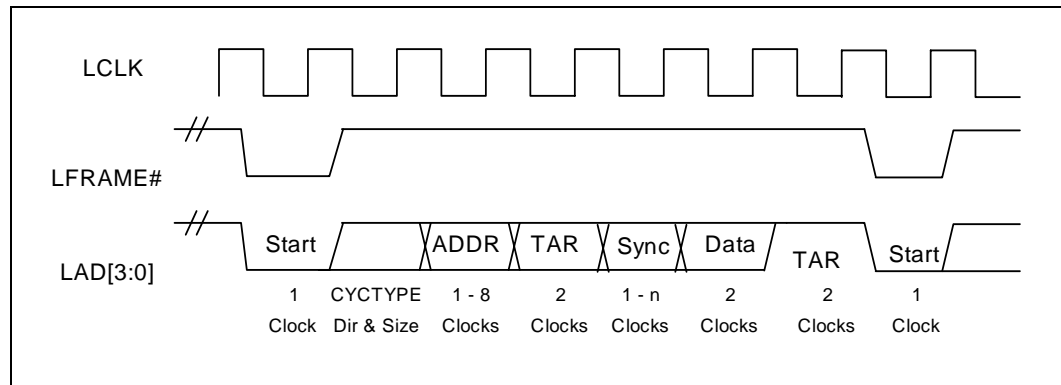 LCLK
LFRAME#
LAD[3:0]
Start ADDR TAR Sync Data TAR Start
1 CYCTYPE 1 - 8 2 1 - n 2 2 1
Clock Dir & Size Clocks Clocks Clocks Clocks Clocks Clock